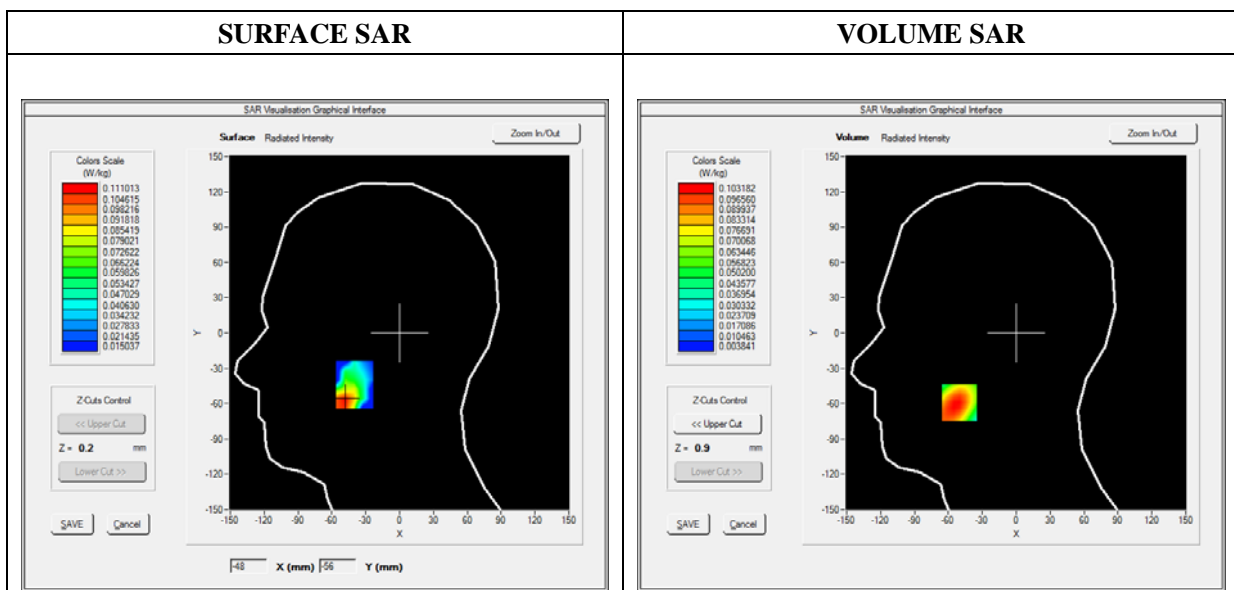 SURFACE SAR
VOLUME SAR
SAR Visualisation Graphical Interface
Surface Radiated Intensity
Zoom In/Out
Colors Scale
(W/kg)
0.111013
0.104615
0.098216
0.091818
0.085419
0.079021
0.072622
0.066224
0.059826
0.053427
0.047029
0.040630
0.034232
0.027833
0.021435
0.015037
150
120
90
60
30
0
-30
-60
-90
-120
-150
Y
-150 -120 -90 -60 -30 0 30 60 90 120 150
X
Z-Cuts Control
<< Upper Cut
Z = 0.2 mm
Lower Cut >>
SAVE Cancel
-48 X (mm) -56 Y (mm)
SAR Visualisation Graphical Interface
Volume Radiated Intensity
Zoom In/Out
Colors Scale
(W/kg)
0.103182
0.096560
0.089937
0.083314
0.076691
0.070068
0.063446
0.056823
0.050200
0.043577
0.036954
0.030332
0.023709
0.017086
0.010463
0.003841
150
120
90
60
30
0
-30
-60
-90
-120
-150
Y
-150 -120 -90 -60 -30 0 30 60 90 120 150
X
Z-Cuts Control
<< Upper Cut
Z = 0.9 mm
Lower Cut >>
SAVE Cancel